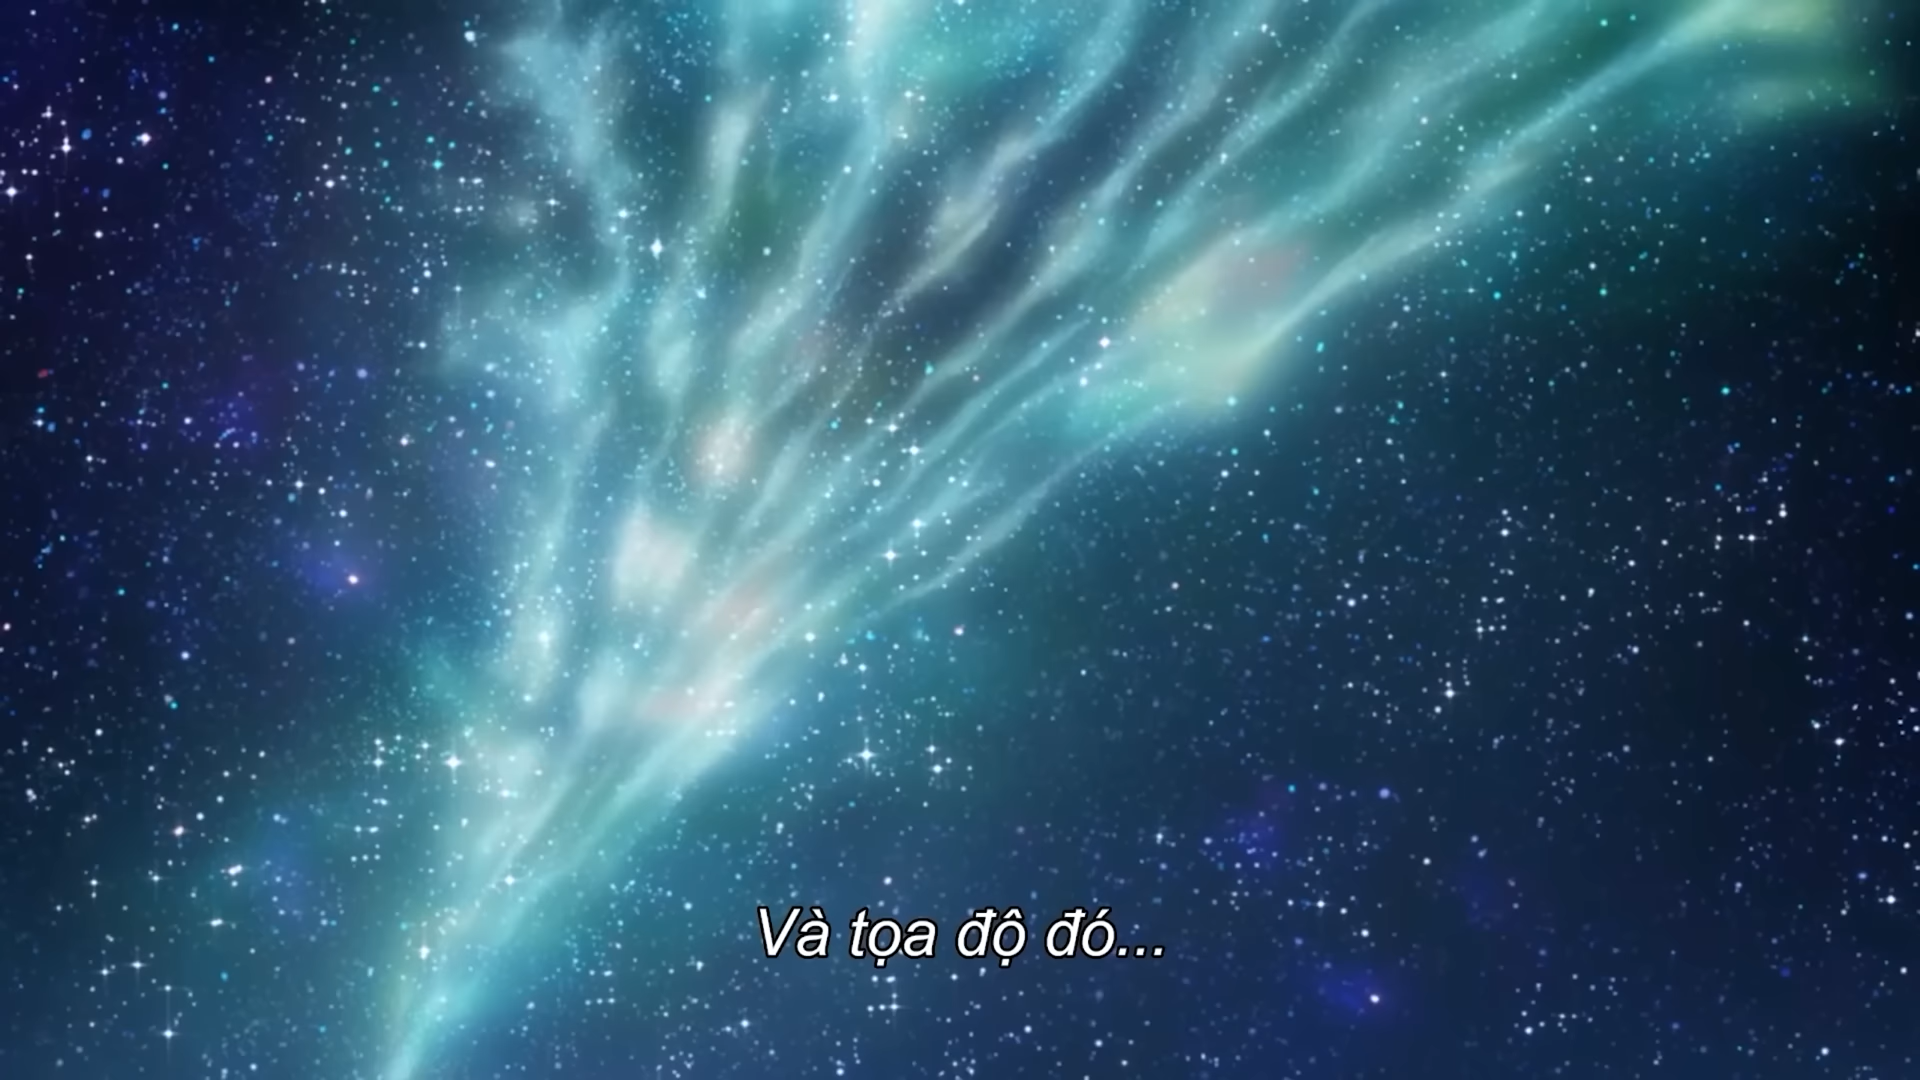 Và tọa độ đó...